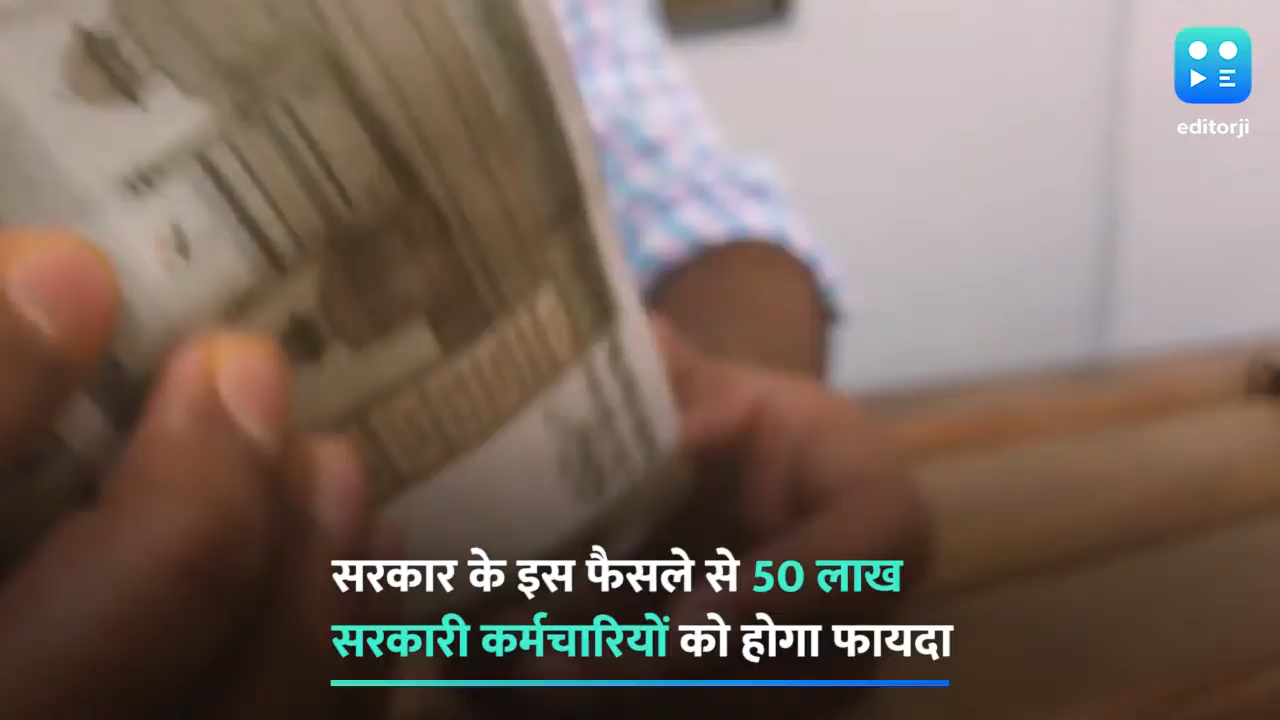 editorji
सरकार के इस फैसले से 50 लाख
सरकारी कर्मचारियों को होगा फायदा